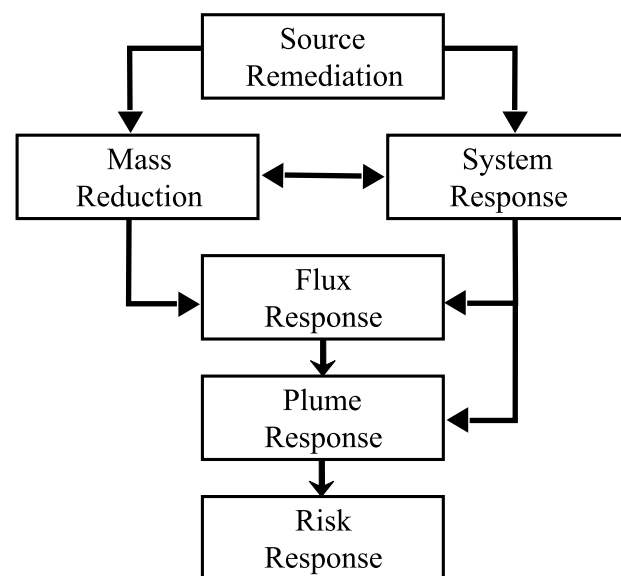 Source
Remediation
Mass
Reduction
System
Response
Flux
Response
Plume
Response
Risk
Response